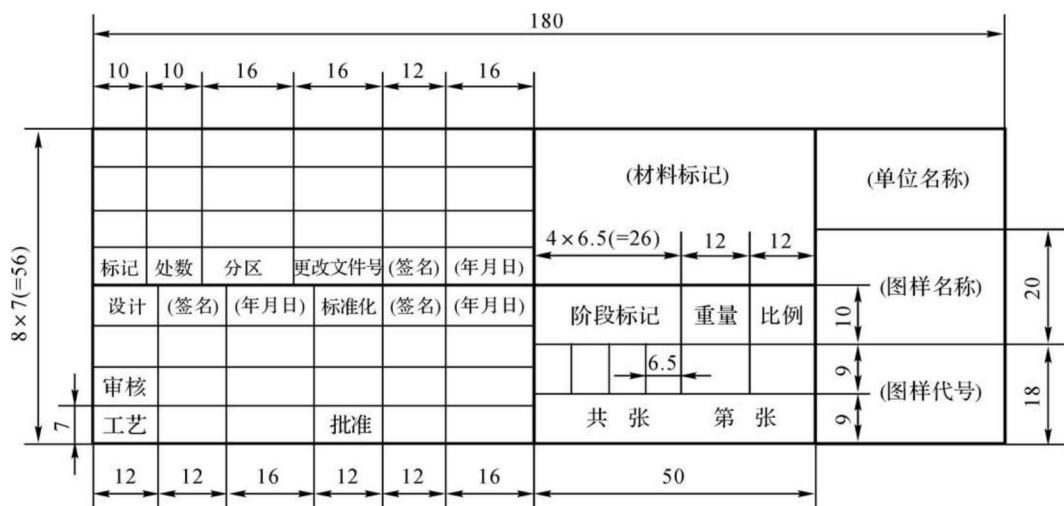 180
10 10 16 16 12 16
(材料标记) (单位名称)
4×6.5(=26) 12 12
标记 处数 分区 更改文件号 (签名) (年月日)
8×7(=56)
设计 (签名) (年月日) 标准化 (签名) (年月日)
阶段标记 重量 比例 10 (图样名称) 20
6.5 9
审核
(图样代号) 18
7 工艺 批准
共 张 第 张 9
12 12 16 12 12 16 50